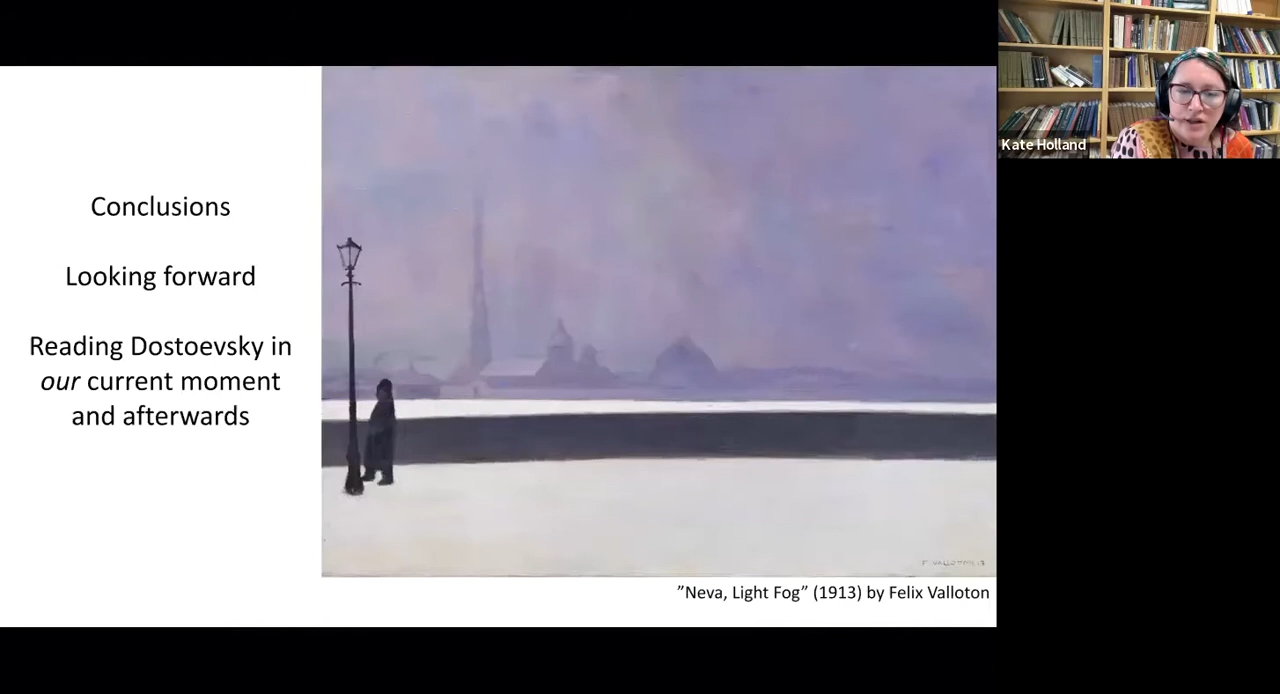 Conclusions
Looking forward
Reading Dostoevsky in
our current moment
and afterwards
”Neva, Light Fog” (1913) by Felix Valloton
Kate Holland